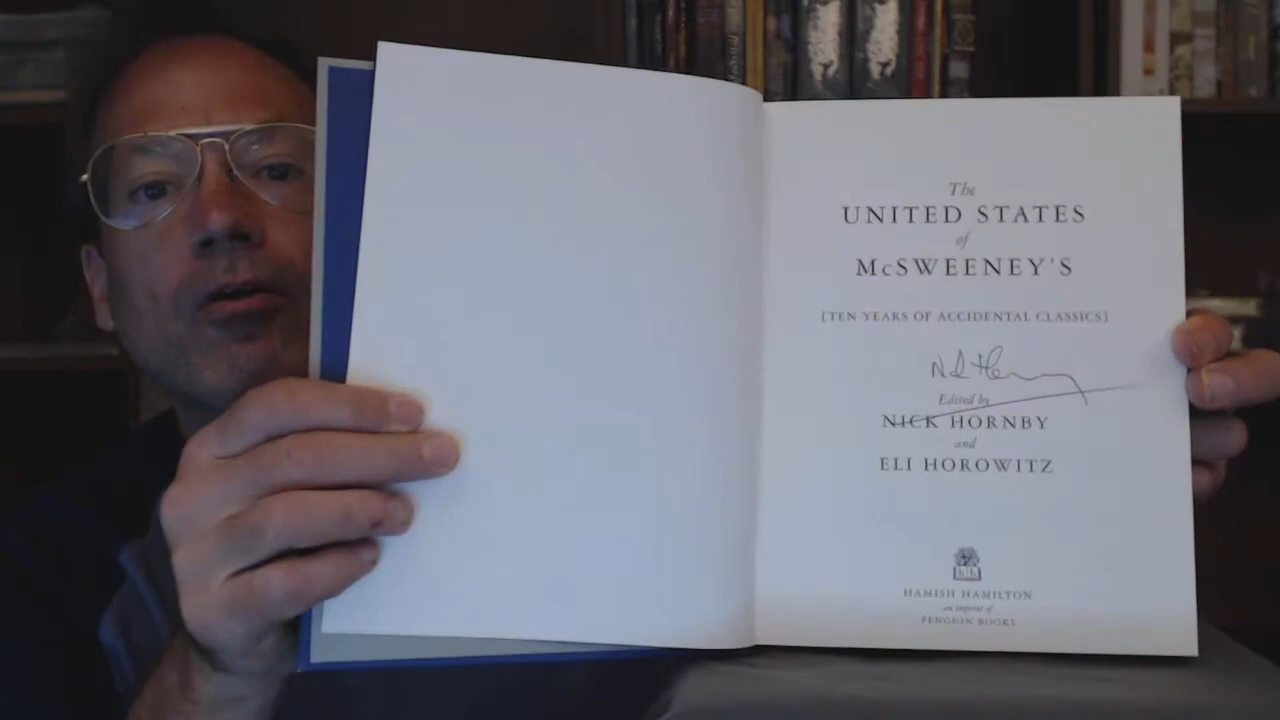 The
UNITED STATES
of
McSWEENEY'S
[TEN YEARS OF ACCIDENTAL CLASSICS]
Edited by
NICK HORNBY
and
ELI HOROWITZ
h h
HAMISH HAMILTON
an imprint of
PENGUIN BOOKS